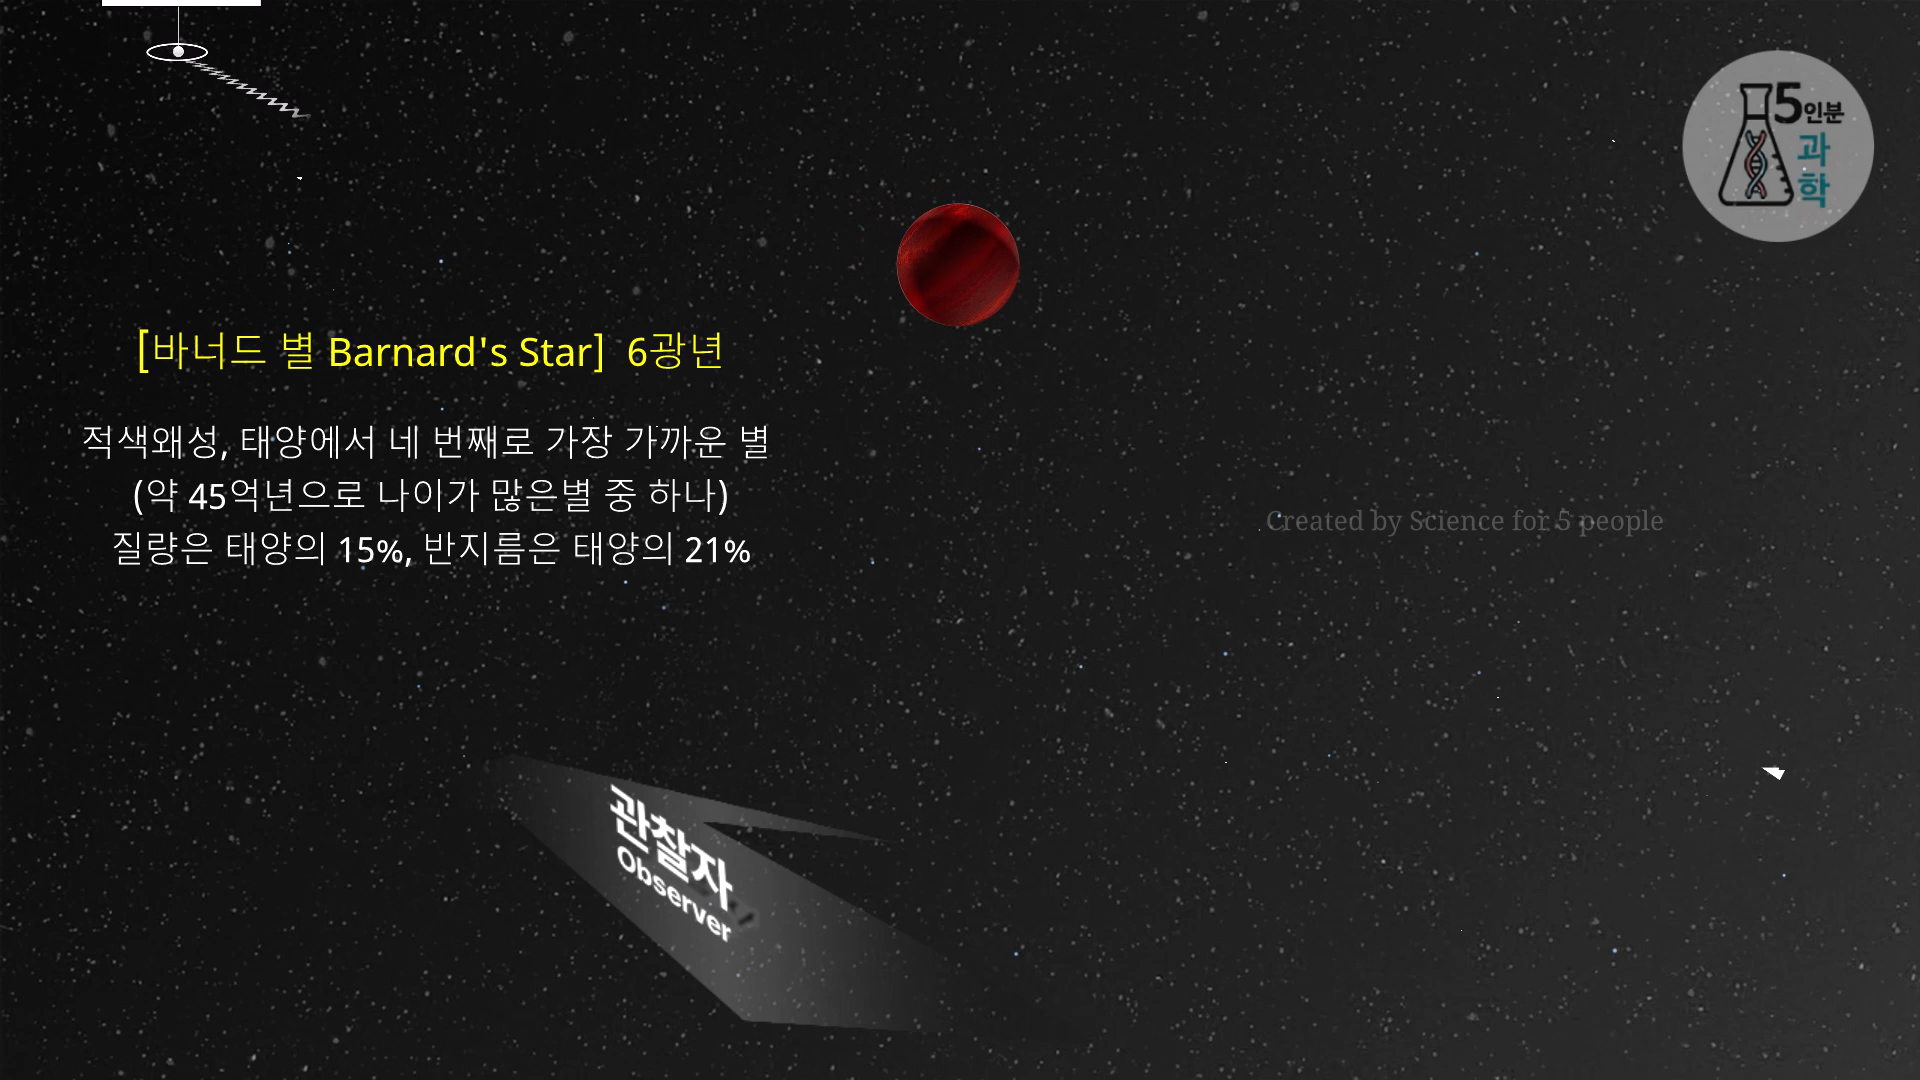 5인분
과
학
[바너드 별 Barnard's Star] 6광년
적색왜성, 태양에서 네 번째로 가장 가까운 별
(약 45억년으로 나이가 많은별 중 하나)
질량은 태양의 15%, 반지름은 태양의 21%
Created by Science for 5 people
관찰자
Observer